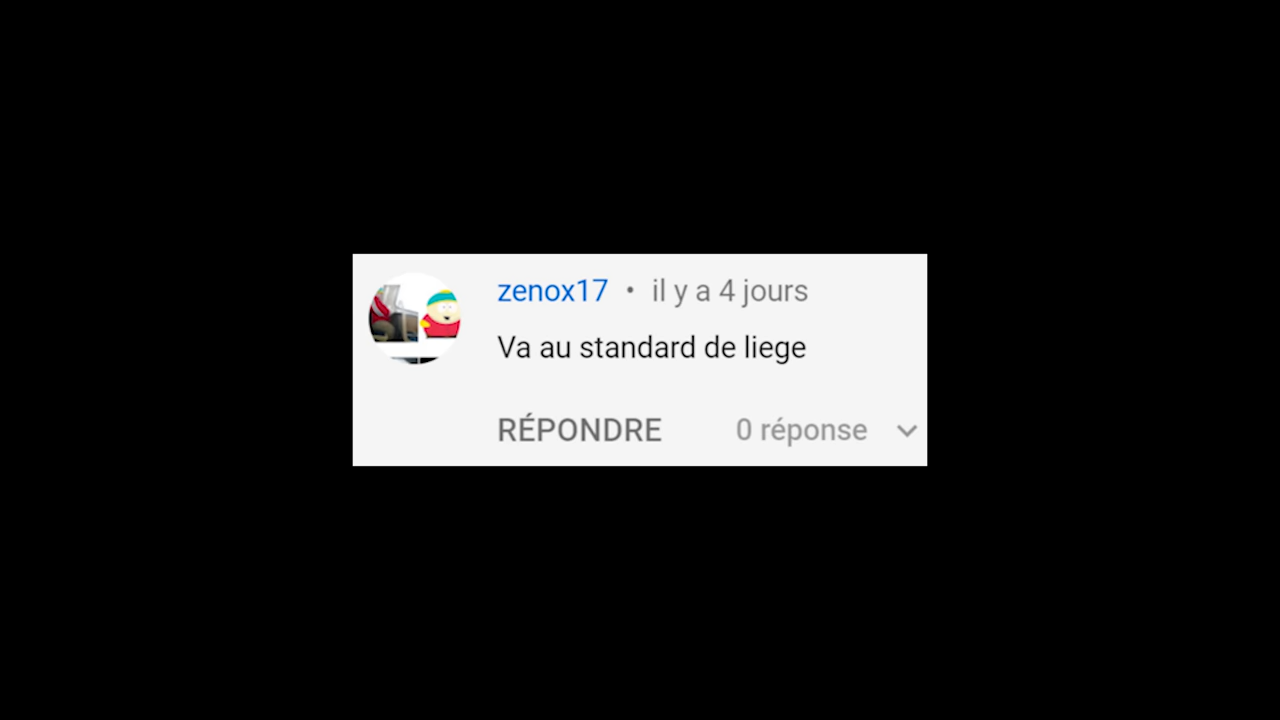 zenox17 • il y a 4 jours
Va au standard de liege
RÉPONDRE 0 réponse